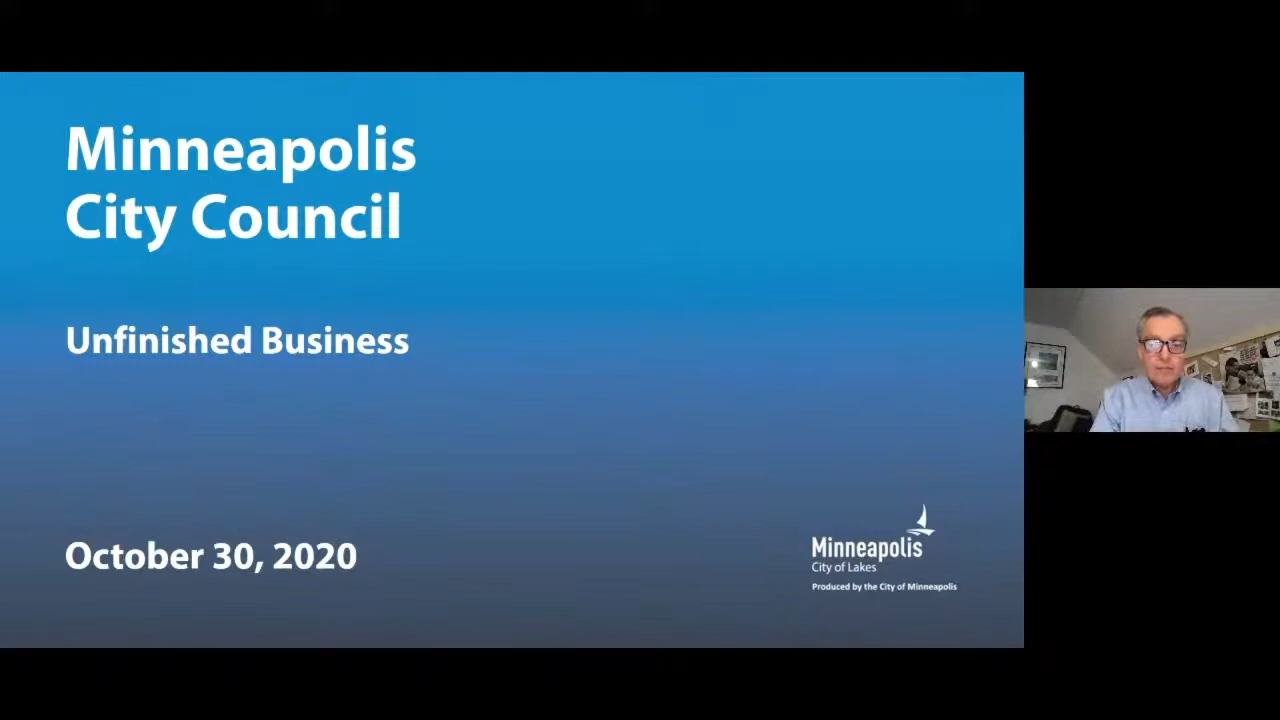 Minneapolis
City Council
Unfinished Business
October 30, 2020
Minneapolis
City of Lakes
Produced by the City of Minneapolis